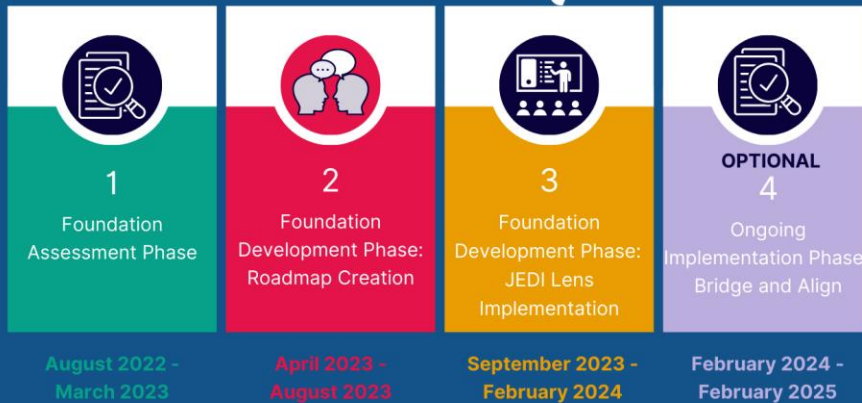 1
Foundation
Assessment Phase
August 2022 -
March 2023
2
Foundation
Development Phase:
Roadmap Creation
April 2023 -
August 2023
3
Foundation
Development Phase:
JEDI Lens
Implementation
September 2023 -
February 2024
OPTIONAL
4
Ongoing
Implementation Phase
Bridge and Align
February 2024 -
February 2025